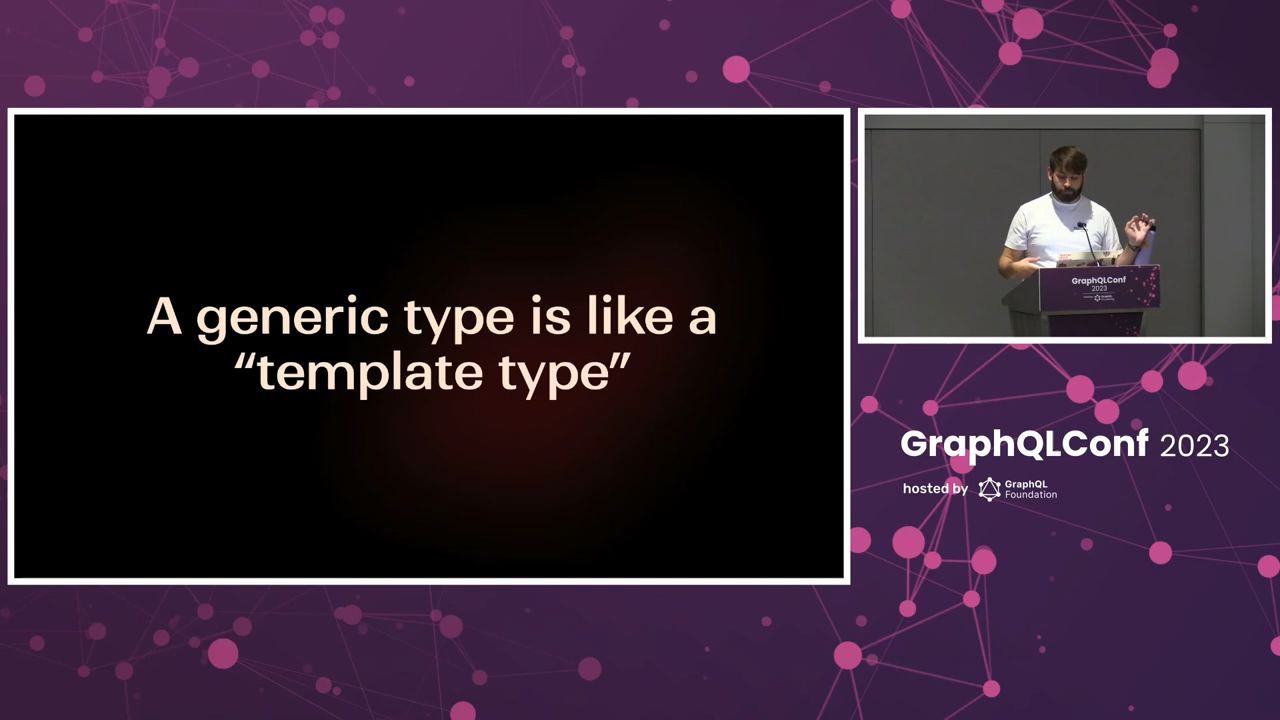 A generic type is like a
“template type”
GraphQLConf
2023
GraphQLConf 2023
hosted by GraphQL
Foundation